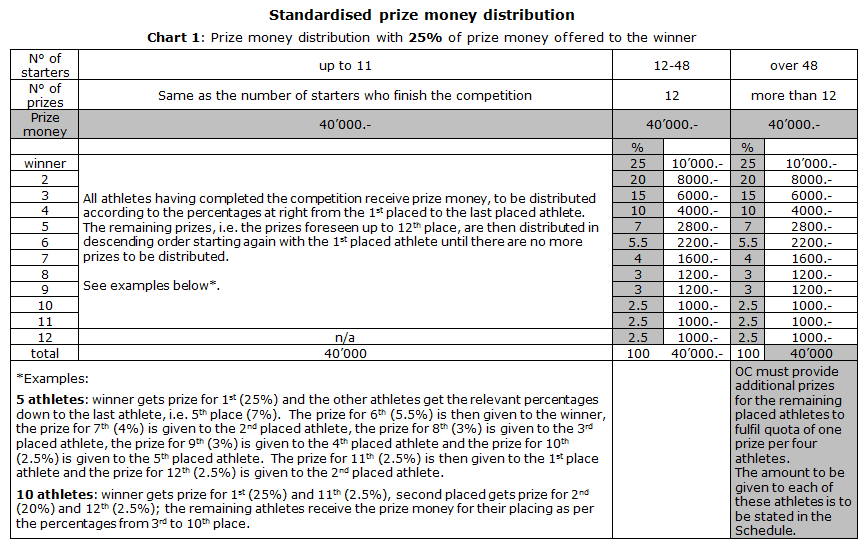 Standardised prize money distribution
Chart 1: Prize money distribution with 25% of prize money offered to the winner
N° of starters up to 11 12-48 over 48
N° of prizes Same as the number of starters who finish the competition 12 more than 12
Prize money 40’000.- 40’000.- 40’000.-
% %
winner 25 10’000.- 25 10’000.-
2 20 8000.- 20 8000.-
3 15 6000.- 15 6000.-
4 10 4000.- 10 4000.-
5 7 2800.- 7 2800.-
6 5.5 2200.- 5.5 2200.-
7 4 1600.- 4 1600.-
8 3 1200.- 3 1200.-
9 3 1200.- 3 1200.-
10 2.5 1000.- 2.5 1000.-
11 2.5 1000.- 2.5 1000.-
All athletes having completed the competition receive prize money, to be distributed
according to the percentages at right from the 1st placed to the last placed athlete.
The remaining prizes, i.e. the prizes foreseen up to 12th place, are then distributed in
descending order starting again with the 1st placed athlete until there are no more
prizes to be distributed.
See examples below*.
12 n/a 2.5 1000.- 2.5 1000.-
total 40’000 100 40’000.- 100 40’000
*Examples:
5 athletes: winner gets prize for 1st (25%) and the other athletes get the relevant percentages
down to the last athlete, i.e. 5th place (7%). The prize for 6th (5.5%) is then given to the winner,
the prize for 7th (4%) is given to the 2nd placed athlete, the prize for 8th (3%) is given to the 3rd
placed athlete, the prize for 9th (3%) is given to the 4th placed athlete and the prize for 10th
(2.5%) is given to the 5th placed athlete. The prize for 11th (2.5%) is then given to the 1st place
athlete and the prize for 12th (2.5%) is given to the 2nd placed athlete.
10 athletes: winner gets prize for 1st (25%) and 11th (2.5%), second placed gets prize for 2nd
(20%) and 12th (2.5%); the remaining athletes receive the prize money for their placing as per
the percentages from 3rd to 10th place.
OC must provide
additional prizes
for the remaining
placed athletes to
fulfil quota of one
prize per four
athletes.
The amount to be
given to each of
these athletes is to
be stated in the
Schedule.